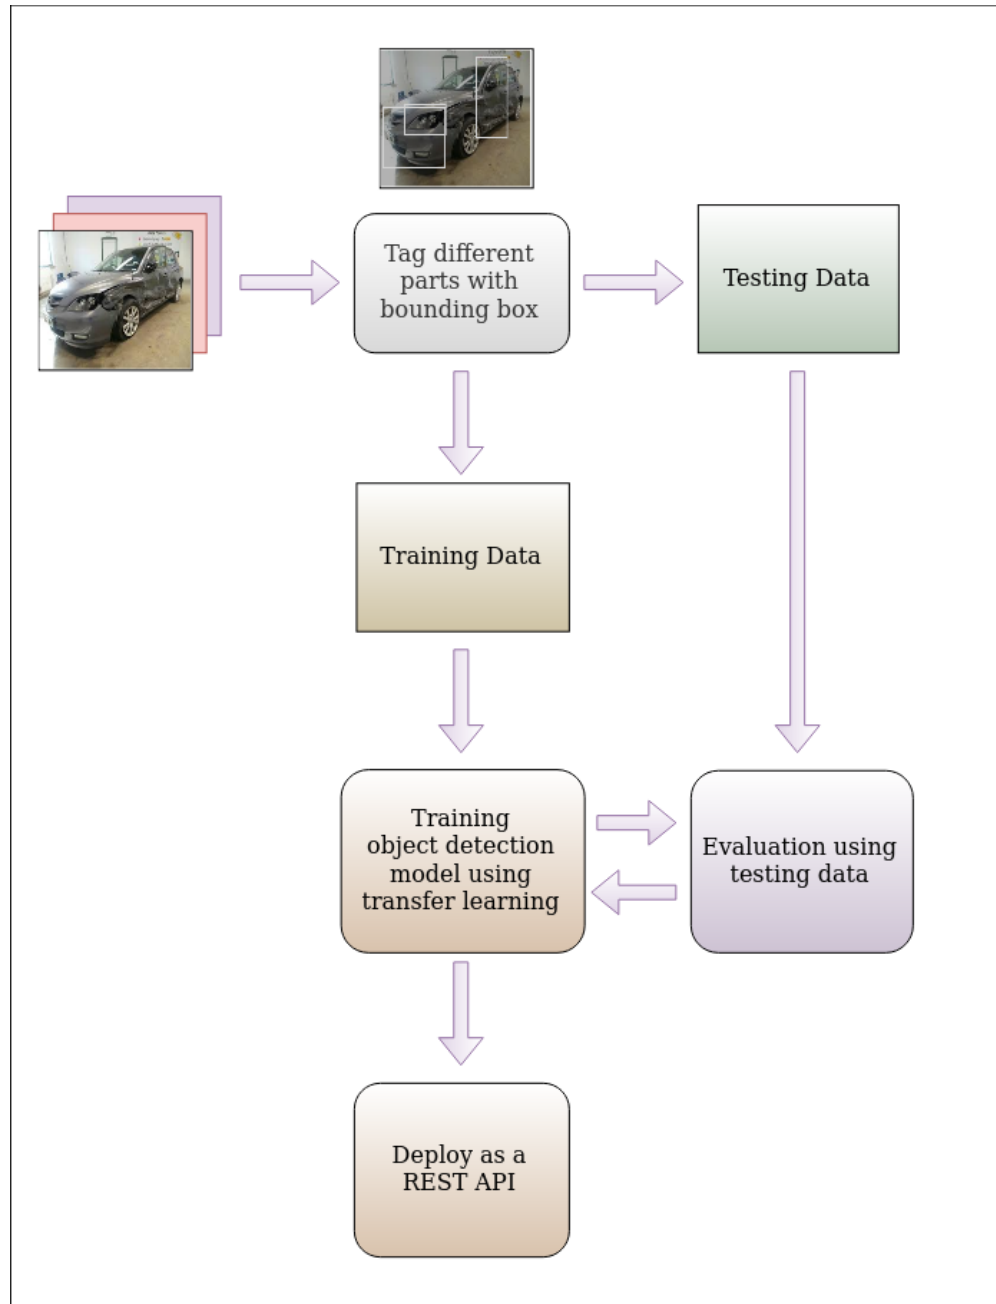 Tag different
parts with
bounding box
Testing Data
Training Data
Training
object detection
model using
transfer learning
Evaluation using
testing data
Deploy as a
REST API